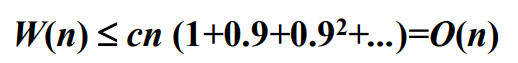 W(n) ≤ cn (1+0.9+0.9²+...)=O(n)